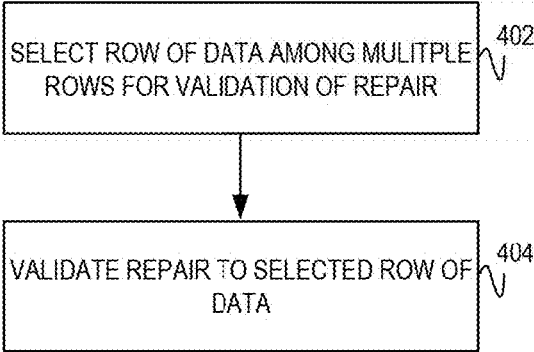 SELECT ROW OF DATA AMONG MULITPLE
ROWS FOR VALIDATION OF REPAIR
402
VALIDATE REPAIR TO SELECTED ROW OF
DATA
404